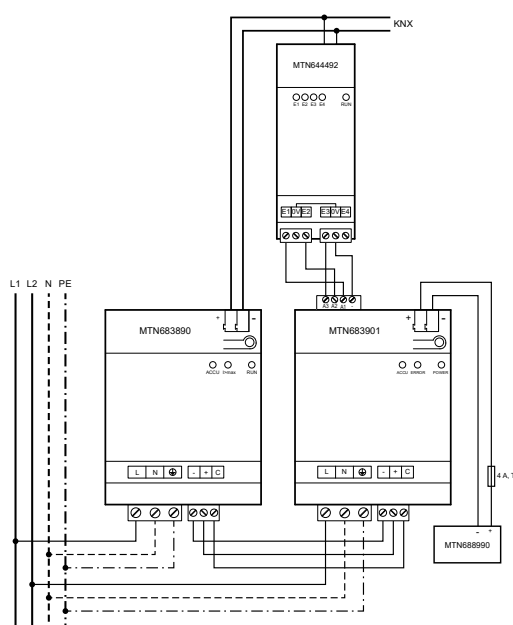 KNX
MTN644492
E1 E2 E3 E4 RUN
E1 0V E2 E3 0V E4
L1 L2 N PE
A3 A2 A1 -
+ -
+ -
MTN683890
MTN683901
ACCU I>Imax RUN
ACCU ERROR POWER
L N - + C
L N - + C
4 A, T
- +
MTN688990